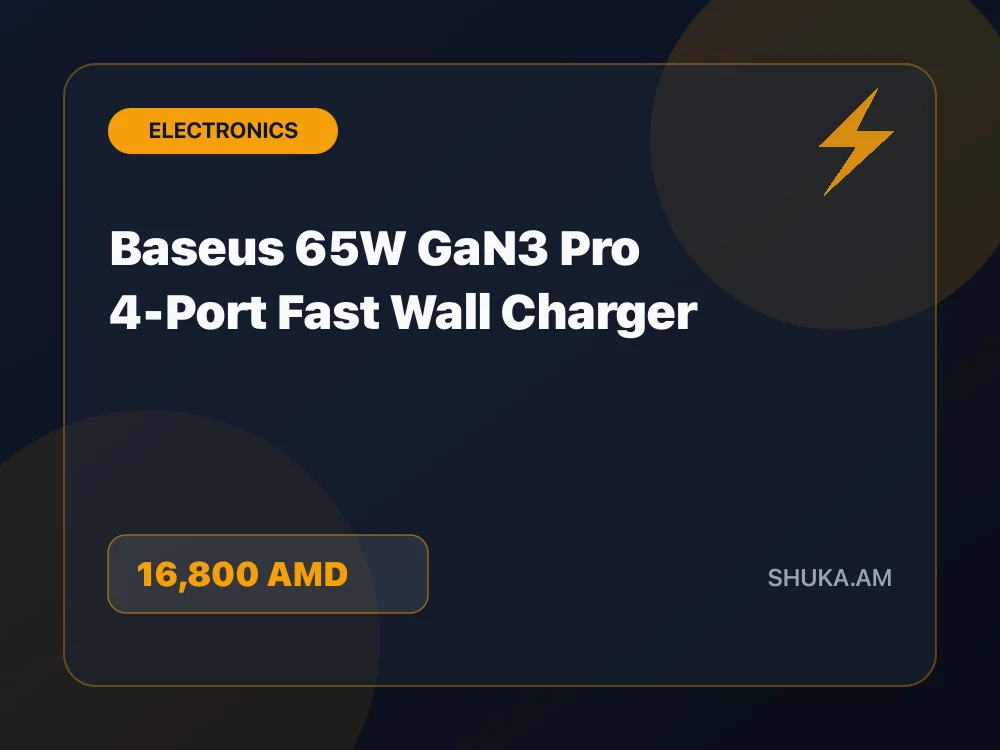 ELECTRONICS
Baseus 65W GaN3 Pro
4-Port Fast Wall Charger
16,800 AMD
SHUKA.AM